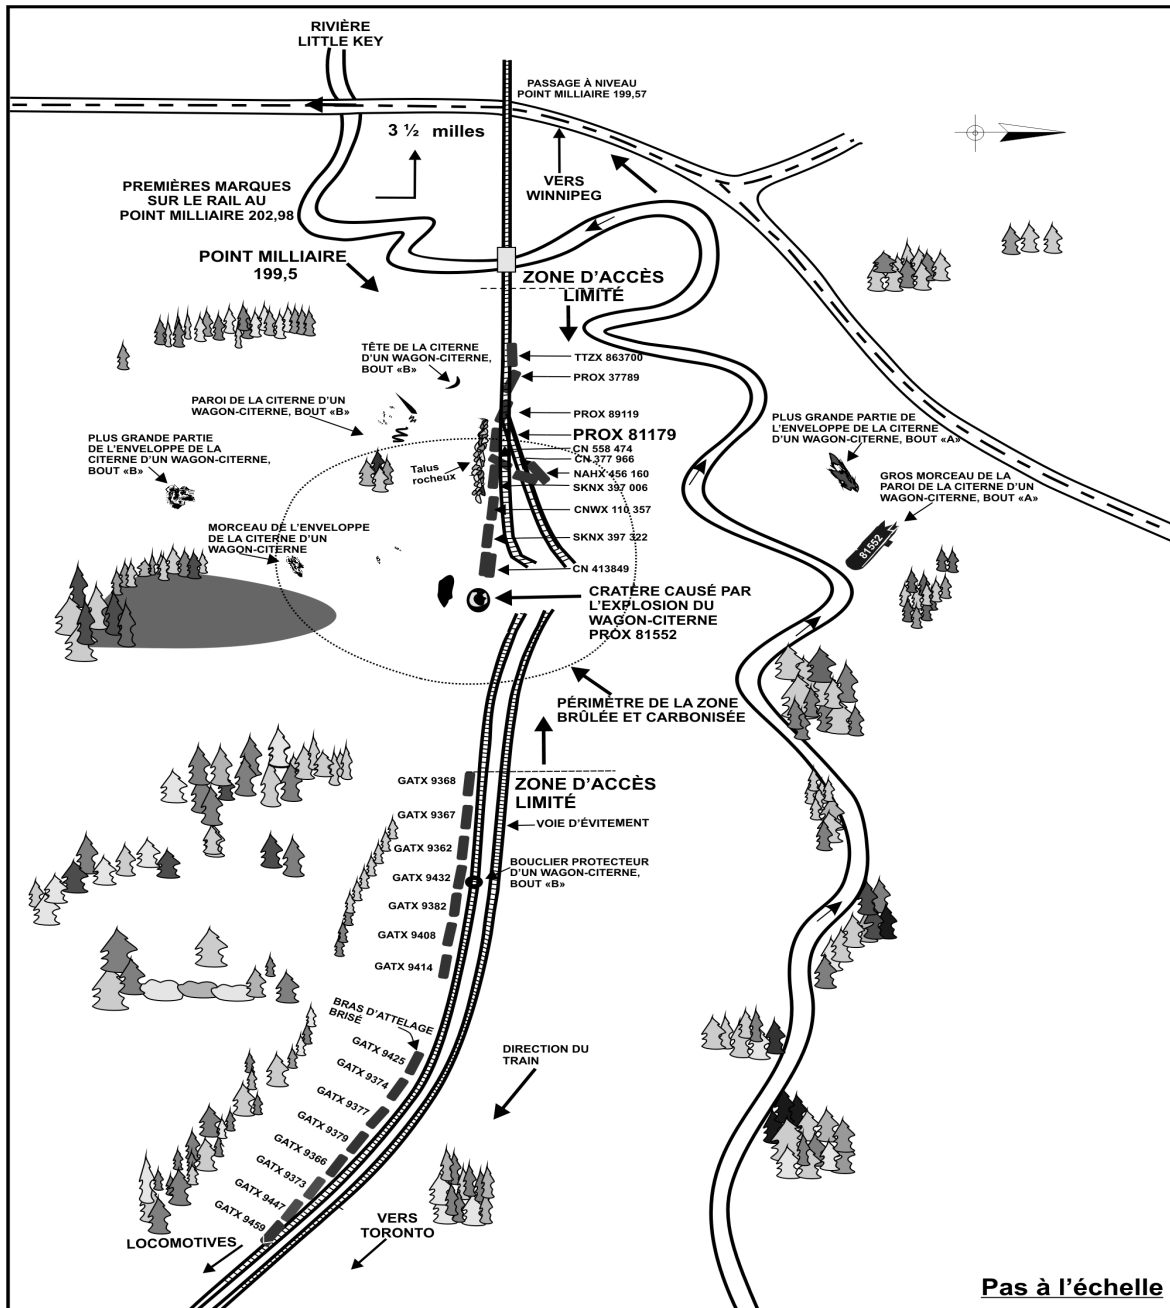 RIVIÈRE
LITTLE KEY
PASSAGE À NIVEAU
POINT MILLIAIRE 199,57
3 ½ milles
VERS
WINNIPEG
PREMIÈRES MARQUES
SUR LE RAIL AU
POINT MILLIAIRE 202,98
POINT MILLIAIRE
199,5
ZONE D'ACCÈS
LIMITÉ
TÊTE DE LA CITERNE
D'UN WAGON-CITERNE,
BOUT «B»
TTZX 863700
PROX 37789
PAROI DE LA CITERNE D'UN
WAGON-CITERNE, BOUT «B»
PROX 89119
PROX 81179
PLUS GRANDE PARTIE DE
L'ENVELOPPE DE LA CITERNE
D'UN WAGON-CITERNE, BOUT «A»
PLUS GRANDE PARTIE
DE L'ENVELOPPE DE LA
CITERNE D'UN WAGON-CITERNE,
BOUT «B»
CN 558 474
CN 377 966
NAHX 456 160
SKNX 397 006
Talus
rocheux
GROS MORCEAU DE LA
PAROI DE LA CITERNE D'UN
WAGON-CITERNE, BOUT «A»
CNWX 110 357
MORCEAU DE L'ENVELOPPE
DE LA CITERNE D'UN
WAGON-CITERNE
SKNX 397 322
81552
CN 413849
CRATÈRE CAUSÉ PAR
L'EXPLOSION DU
WAGON-CITERNE
PROX 81552
PÉRIMÈTRE DE LA ZONE
BRÛLÉE ET CARBONISÉE
GATX 9368
ZONE D'ACCÈS
LIMITÉ
GATX 9367
VOIE D'ÉVITEMENT
GATX 9362
BOUCLIER PROTECTEUR
D'UN WAGON-CITERNE,
BOUT «B»
GATX 9432
GATX 9382
GATX 9408
GATX 9414
BRAS D'ATTELAGE
BRISÉ
GATX 9425
GATX 9374
GATX 9377
GATX 9379
GATX 9366
GATX 9373
GATX 9447
GATX 9459
DIRECTION DU
TRAIN
VERS
TORONTO
LOCOMOTIVES
Pas à l'échelle